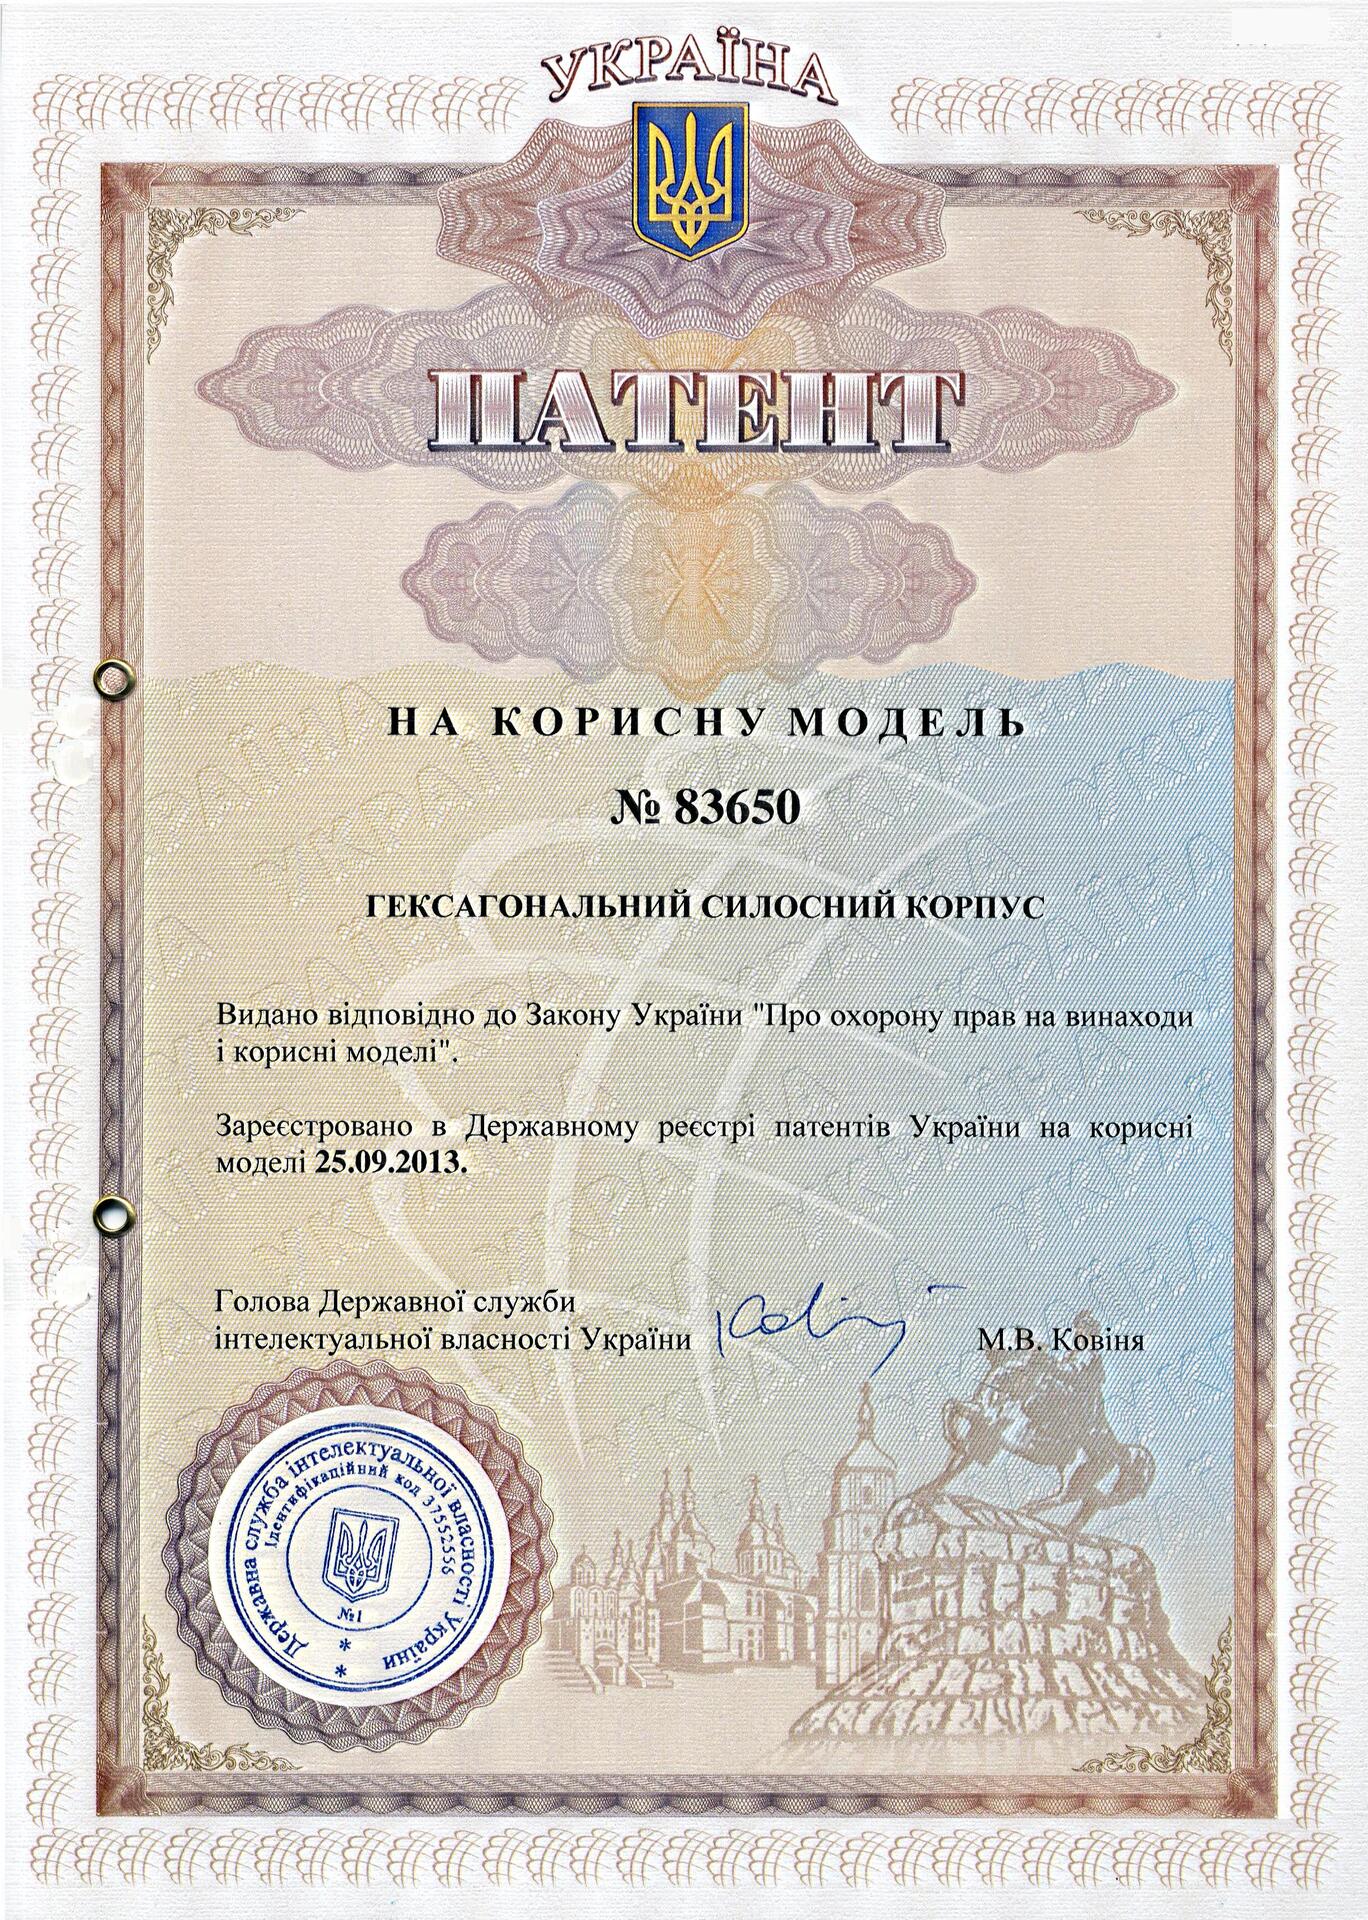 УКРАЇНА
ПАТЕНТ
НА КОРИСНУ МОДЕЛЬ
№ 83650
ГЕКСАГОНАЛЬНИЙ СИЛОСНИЙ КОРПУС
Видано відповідно до Закону України "Про охорону прав на винаходи
і корисні моделі".
Зареєстровано в Державному реєстрі патентів України на корисні
моделі 25.09.2013.
Голова Державної служби
інтелектуальної власності України
М.В. Ковіня
Державна служба інтелектуальної власності України
Ідентифікаційний код 37552556
№1